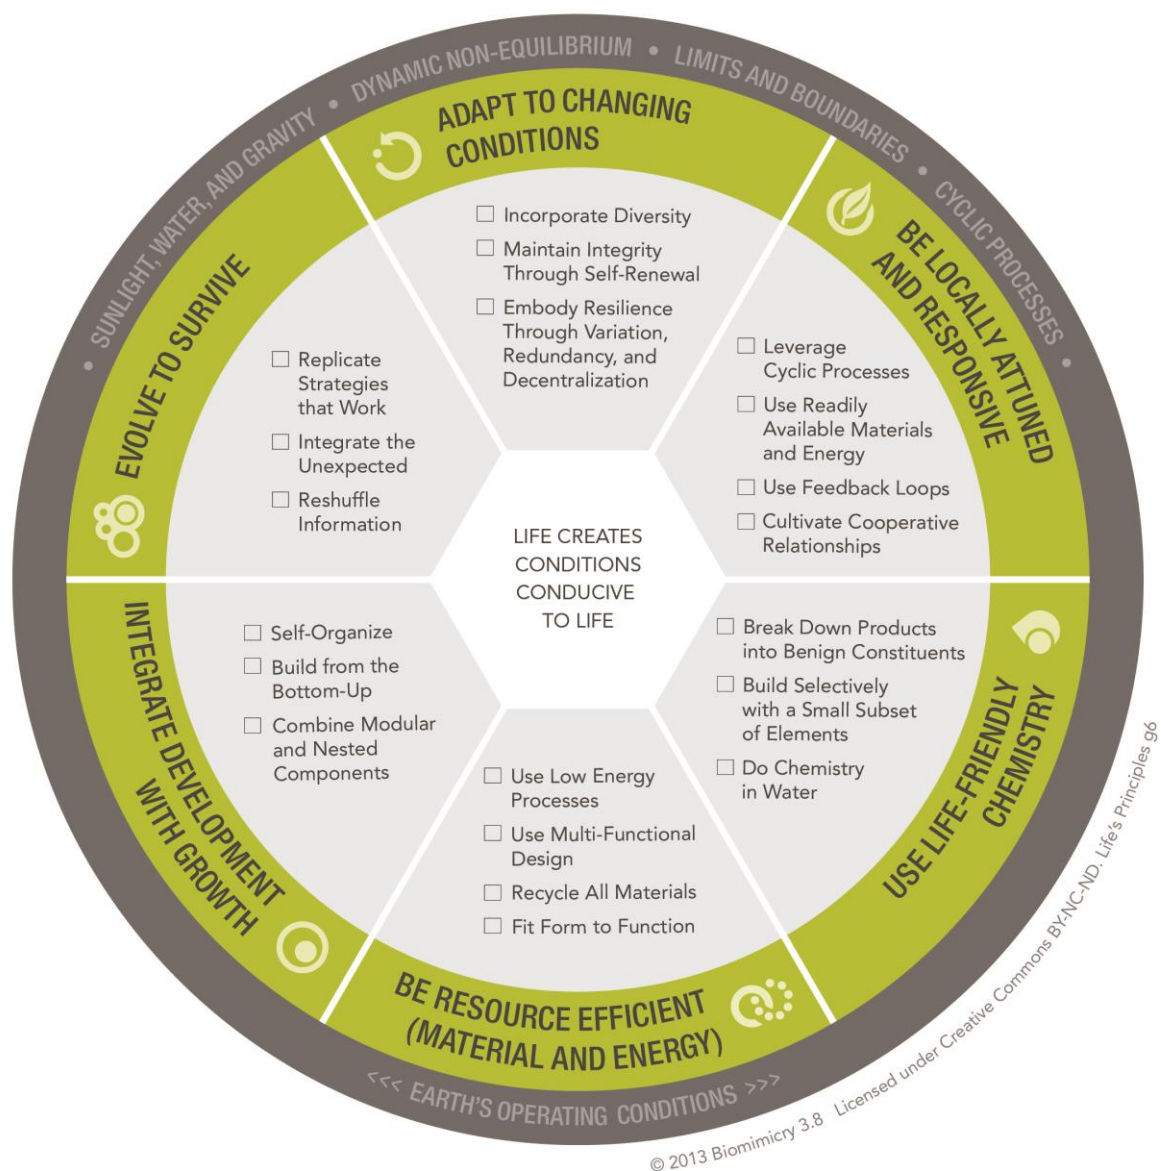 • SUNLIGHT, WATER, AND GRAVITY • DYNAMIC NON-EQUILIBRIUM • LIMITS AND BOUNDARIES • CYCLIC PROCESSES •
ADAPT TO CHANGING
CONDITIONS
☐ Incorporate Diversity
☐ Maintain Integrity
Through Self-Renewal
☐ Embody Resilience
Through Variation,
Redundancy, and
Decentralization
BE LOCALLY ATTUNED
AND RESPONSIVE
☐ Leverage
Cyclic Processes
☐ Use Readily
Available Materials
and Energy
☐ Use Feedback Loops
☐ Cultivate Cooperative
Relationships
USE LIFE-FRIENDLY
CHEMISTRY
☐ Break Down Products
into Benign Constituents
☐ Build Selectively
with a Small Subset
of Elements
☐ Do Chemistry
in Water
BE RESOURCE EFFICIENT
(MATERIAL AND ENERGY)
☐ Use Low Energy
Processes
☐ Use Multi-Functional
Design
☐ Recycle All Materials
☐ Fit Form to Function
INTEGRATE DEVELOPMENT
WITH GROWTH
☐ Self-Organize
☐ Build from the
Bottom-Up
☐ Combine Modular
and Nested
Components
EVOLVE TO SURVIVE
☐ Replicate
Strategies
that Work
☐ Integrate the
Unexpected
☐ Reshuffle
Information
LIFE CREATES
CONDITIONS
CONDUCIVE
TO LIFE
<<< EARTH'S OPERATING CONDITIONS >>>
© 2013 Biomimicry 3.8 Licensed under Creative Commons BY-NC-ND. Life's Principles g6